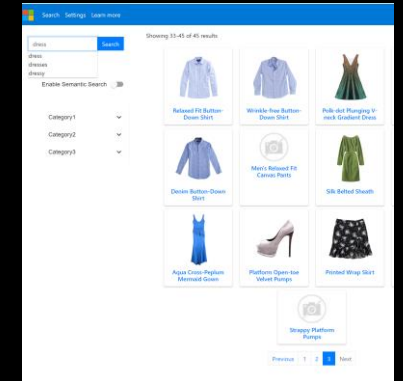 Search Settings Learn more
dress
Search
dress
dresses
dressy
Enable Semantic Search
Category1
Category2
Category3
Showing 33-45 of 45 results
Relaxed Fit Button-
Down Shirt
Wrinkle-free Button-
Down Shirt
Polk-dot Plunging V-
neck Gradient Dress
Denim Button-Down
Shirt
Men's Relaxed Fit
Canvas Pants
Silk Belted Sheath
Aqua Cross-Peplum
Mermaid Gown
Platform Open-toe
Velvet Pumps
Printed Wrap Skirt
Strappy Platform
Pumps
Previous 1 2 3 Next